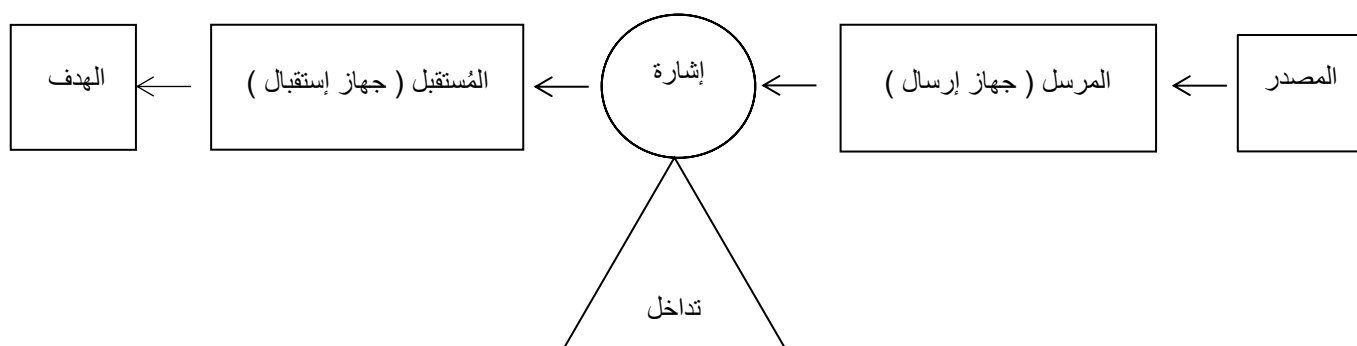 المصدر
المرسل ( جهاز إرسال )
إشارة
المُستقبل ( جهاز إستقبال )
الهدف
تداخل